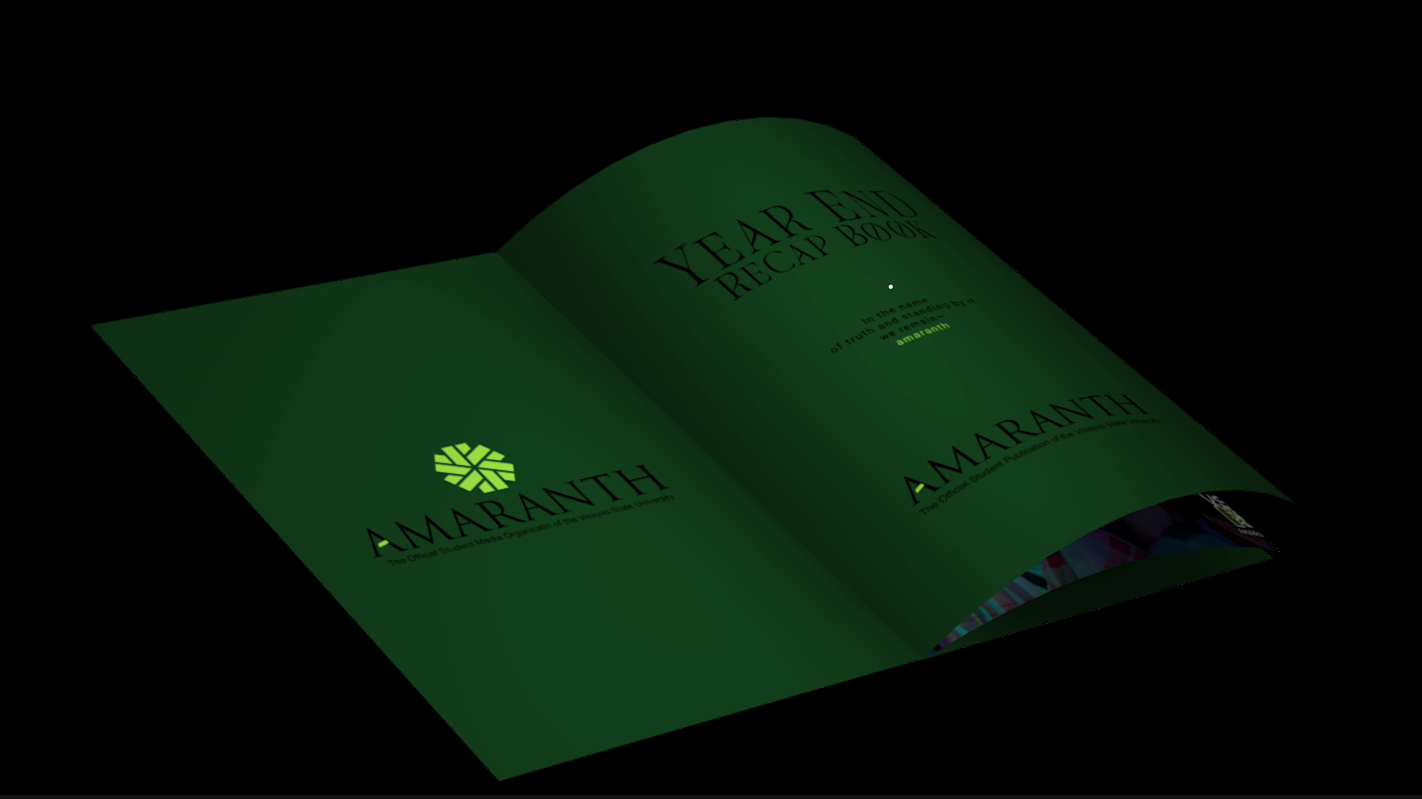 AMARANTH
The Official Student Media Organizatin of the Visayas State University
YEAR END
RECAP BOOK
in the name
of truth and standing by it
we remain—
amaranth
AMARANTH
The Official Student Publication of the Visayas State University